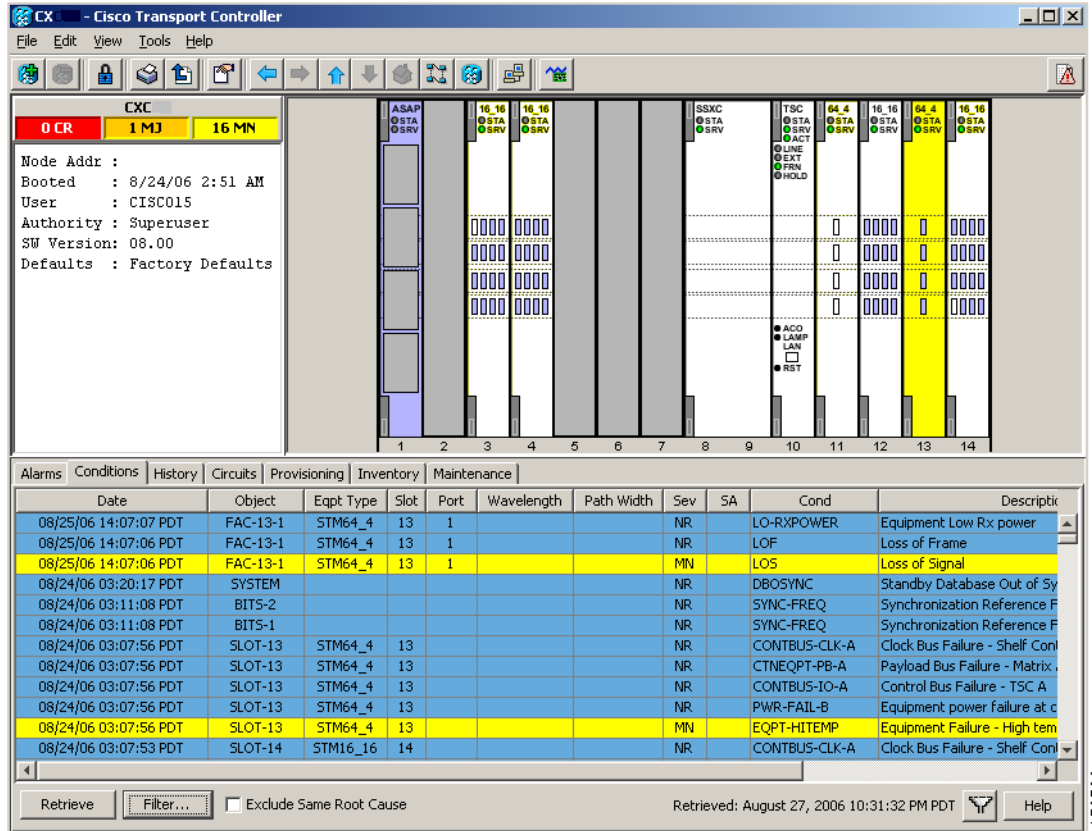 CX - Cisco Transport Controller
File Edit View Tools Help
CXC
0 CR 1 MJ 16 MN
Node Addr :
Booted : 8/24/06 2:51 AM
User : CISCO15
Authority : Superuser
SW Version: 08.00
Defaults : Factory Defaults
ASAP 16_16 16_16 SSXC TSC 64_4 16_16 64_4 16_16
STA STA STA STA STA STA STA STA STA
SRV SRV SRV SRV SRV SRV SRV SRV SRV
ACT
LINE
EXT
FRN
HOLD
ACO
LAMP
LAN
RST
1 2 3 4 5 6 7 8 9 10 11 12 13 14
Alarms Conditions History Circuits Provisioning Inventory Maintenance
Date Object Eqpt Type Slot Port Wavelength Path Width Sev SA Cond Descriptic
08/25/06 14:07:07 PDT FAC-13-1 STM64_4 13 1 NR LO-RXPOWER Equipment Low Rx power
08/25/06 14:07:06 PDT FAC-13-1 STM64_4 13 1 NR LOF Loss of Frame
08/25/06 14:07:06 PDT FAC-13-1 STM64_4 13 1 MN LOS Loss of Signal
08/24/06 03:20:17 PDT SYSTEM NR DBOSYNC Standby Database Out of Sy
08/24/06 03:11:08 PDT BITS-2 NR SYNC-FREQ Synchronization Reference F
08/24/06 03:11:08 PDT BITS-1 NR SYNC-FREQ Synchronization Reference F
08/24/06 03:07:56 PDT SLOT-13 STM64_4 13 NR CONTBUS-CLK-A Clock Bus Failure - Shelf Cont
08/24/06 03:07:56 PDT SLOT-13 STM64_4 13 NR CTNEQPT-PB-A Payload Bus Failure - Matrix
08/24/06 03:07:56 PDT SLOT-13 STM64_4 13 NR CONTBUS-IO-A Control Bus Failure - TSC A
08/24/06 03:07:56 PDT SLOT-13 STM64_4 13 NR PWR-FAIL-B Equipment power failure at c
08/24/06 03:07:56 PDT SLOT-13 STM64_4 13 MN EQPT-HITEMP Equipment Failure - High tem
08/24/06 03:07:53 PDT SLOT-14 STM16_16 14 NR CONTBUS-CLK-A Clock Bus Failure - Shelf Cont
Retrieve Filter... Exclude Same Root Cause Retrieved: August 27, 2006 10:31:32 PM PDT Help